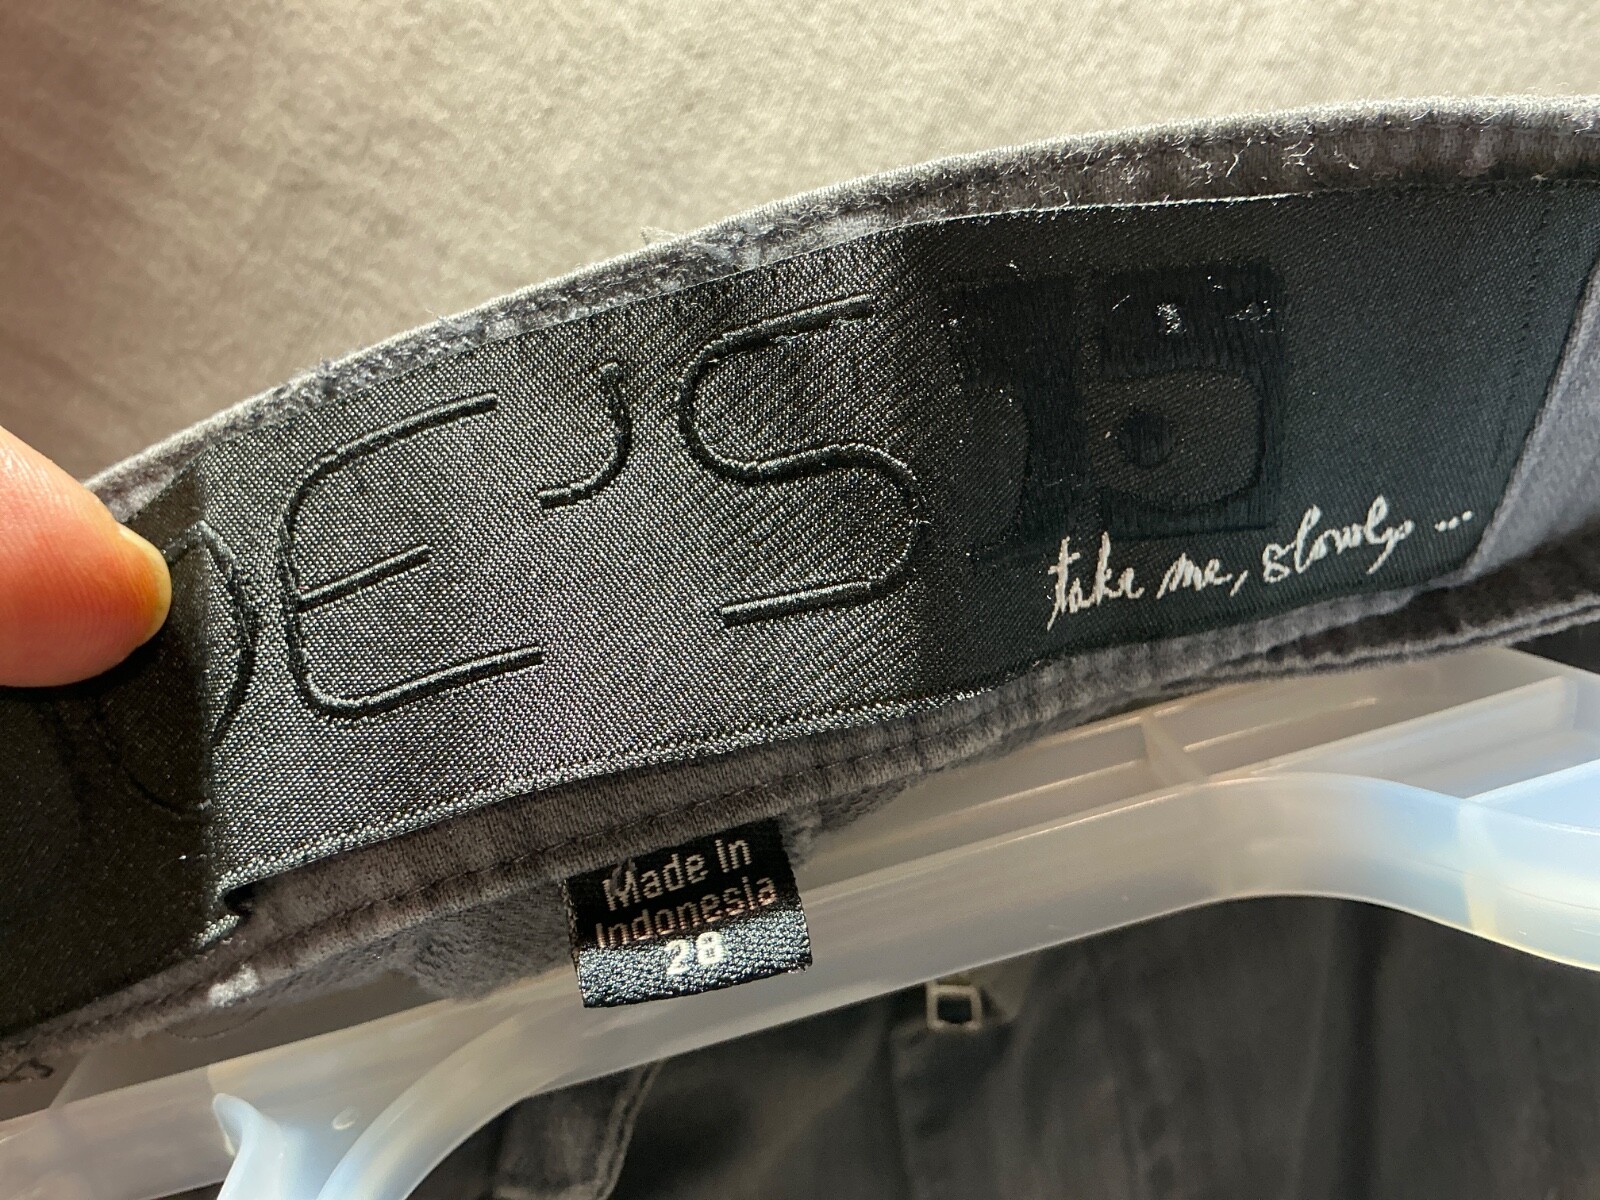 E'S
take me, slowly ...
Made in
Indonesia
28